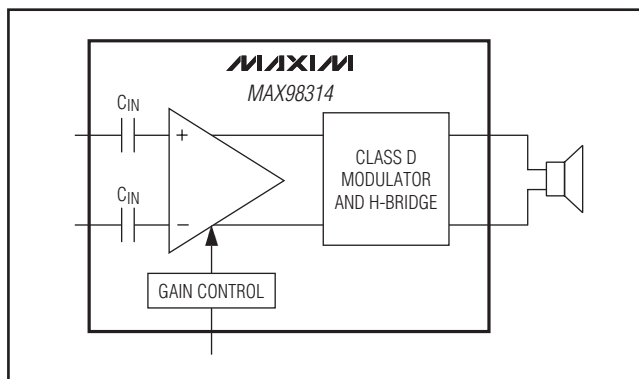 MAXIM
MAX98314
CIN
+
CLASS D
MODULATOR
AND H-BRIDGE
CIN
−
GAIN CONTROL